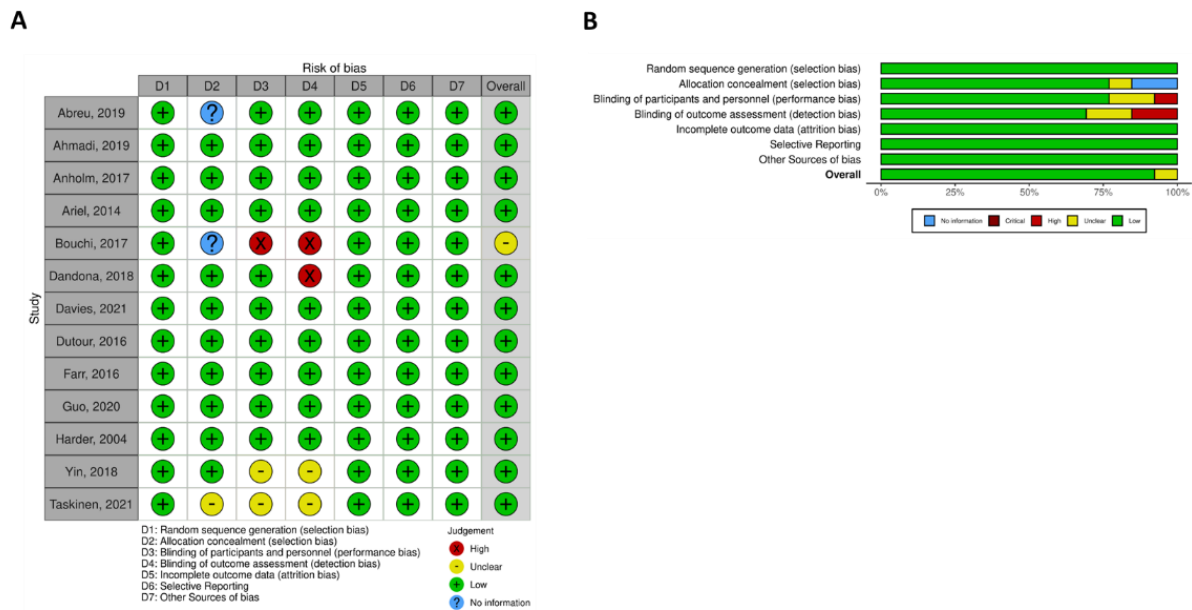 A
Risk of bias
D1 D2 D3 D4 D5 D6 D7 Overall
Study
Abreu, 2019 + ? + + + + + +
Ahmadi, 2019 + + + + + + + +
Anholm, 2017 + + + + + + + +
Ariel, 2014 + + + + + + + +
Bouchi, 2017 + ? X X + + + -
Dandona, 2018 + + + X + + + +
Davies, 2021 + + + + + + + +
Dutour, 2016 + + + + + + + +
Farr, 2016 + + + + + + + +
Guo, 2020 + + + + + + + +
Harder, 2004 + + + + + + + +
Yin, 2018 + + - - + + + +
Taskinen, 2021 + - - - + + + +
D1: Random sequence generation (selection bias)
D2: Allocation concealment (selection bias)
D3: Blinding of participants and personnel (performance bias)
D4: Blinding of outcome assessment (detection bias)
D5: Incomplete outcome data (attrition bias)
D6: Selective Reporting
D7: Other Sources of bias
Judgement
X High
- Unclear
+ Low
? No information
B
Random sequence generation (selection bias)
Allocation concealment (selection bias)
Blinding of participants and personnel (performance bias)
Blinding of outcome assessment (detection bias)
Incomplete outcome data (attrition bias)
Selective Reporting
Other Sources of bias
Overall
0% 25% 50% 75% 100%
No information Critical High Unclear Low